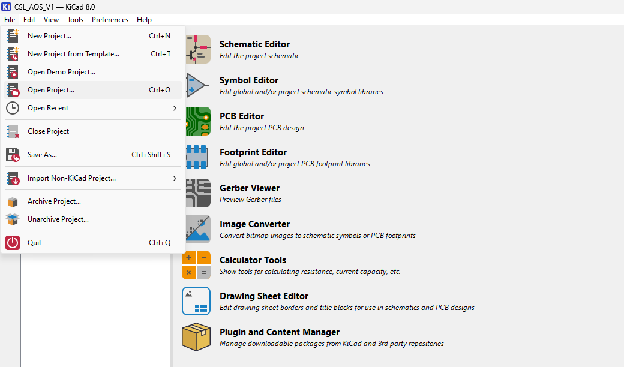 CSL_AOS_V1 — KiCad 8.0
File Edit View Tools Preferences Help
New Project... Ctrl+N
New Project from Template... Ctrl+T
Open Demo Project...
Open Project... Ctrl+O
Open Recent
Close Project
Save As... Ctrl+Shift+S
Import Non-KiCad Project...
Archive Project...
Unarchive Project...
Quit Ctrl+Q
Schematic Editor
Edit the project schematic
Symbol Editor
Edit global and/or project schematic symbol libraries
PCB Editor
Edit the project PCB design
Footprint Editor
Edit global and/or project PCB footprint libraries
Gerber Viewer
Preview Gerber files
Image Converter
Convert bitmap images to schematic symbols or PCB footprints
Calculator Tools
Show tools for calculating resistance, current capacity, etc.
Drawing Sheet Editor
Edit drawing sheet borders and title blocks for use in schematics and PCB designs
Plugin and Content Manager
Manage downloadable packages from KiCad and 3rd party repositories